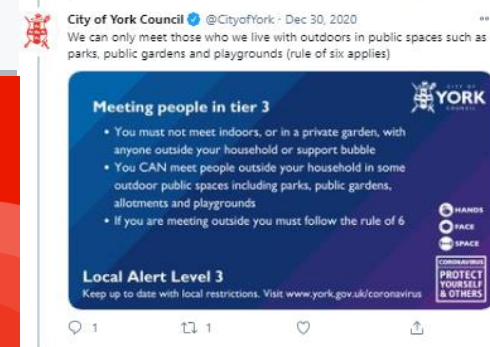 City of York Council @CityofYork · Dec 30, 2020
We can only meet those who we live with outdoors in public spaces such as
parks, public gardens and playgrounds (rule of six applies)
CITY OF
YORK
COUNCIL
Meeting people in tier 3
• You must not meet indoors, or in a private garden, with
anyone outside your household or support bubble
• You CAN meet people outside your household in some
outdoor public spaces including parks, public gardens,
allotments and playgrounds
• If you are meeting outside you must follow the rule of 6
HANDS
FACE
SPACE
CORONAVIRUS
PROTECT
YOURSELF
& OTHERS
Local Alert Level 3
Keep up to date with local restrictions. Visit www.york.gov.uk/coronavirus
1 1